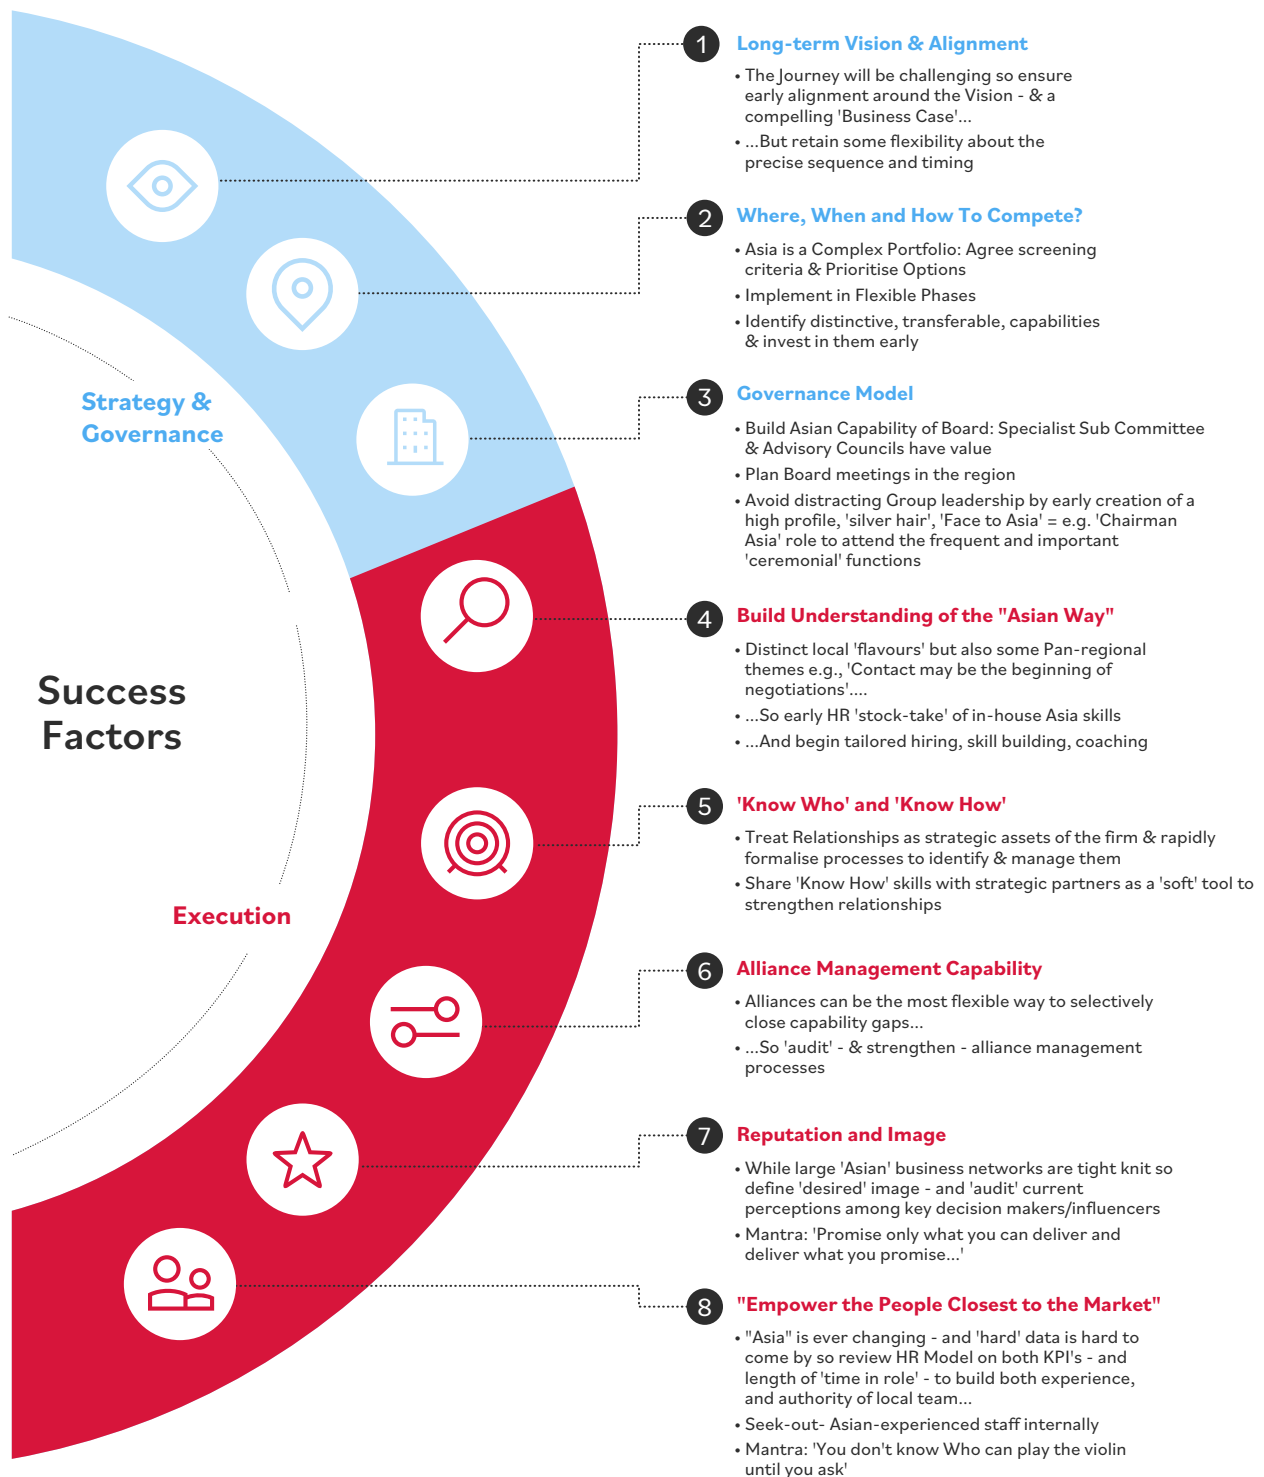 Strategy &
Governance
Success
Factors
Execution
1
Long-term Vision & Alignment
• The Journey will be challenging so ensure
early alignment around the Vision - & a
compelling 'Business Case'...
• ...But retain some flexibility about the
precise sequence and timing
2
Where, When and How To Compete?
• Asia is a Complex Portfolio: Agree screening
criteria & Prioritise Options
• Implement in Flexible Phases
• Identify distinctive, transferable, capabilities
& invest in them early
3
Governance Model
• Build Asian Capability of Board: Specialist Sub Committee
& Advisory Councils have value
• Plan Board meetings in the region
• Avoid distracting Group leadership by early creation of a
high profile, 'silver hair', 'Face to Asia' = e.g. 'Chairman
Asia' role to attend the frequent and important
'ceremonial' functions
4
Build Understanding of the "Asian Way"
• Distinct local 'flavours' but also some Pan-regional
themes e.g., 'Contact may be the beginning of
negotiations'....
• ...So early HR 'stock-take' of in-house Asia skills
• ...And begin tailored hiring, skill building, coaching
5
'Know Who' and 'Know How'
• Treat Relationships as strategic assets of the firm & rapidly
formalise processes to identify & manage them
• Share 'Know How' skills with strategic partners as a 'soft' tool to
strengthen relationships
6
Alliance Management Capability
• Alliances can be the most flexible way to selectively
close capability gaps...
• ...So 'audit' - & strengthen - alliance management
processes
7
Reputation and Image
• While large 'Asian' business networks are tight knit so
define 'desired' image - and 'audit' current
perceptions among key decision makers/influencers
• Mantra: 'Promise only what you can deliver and
deliver what you promise...'
8
"Empower the People Closest to the Market"
• "Asia" is ever changing - and 'hard' data is hard to
come by so review HR Model on both KPI's - and
length of 'time in role' - to build both experience,
and authority of local team...
• Seek-out- Asian-experienced staff internally
• Mantra: 'You don't know Who can play the violin
until you ask'